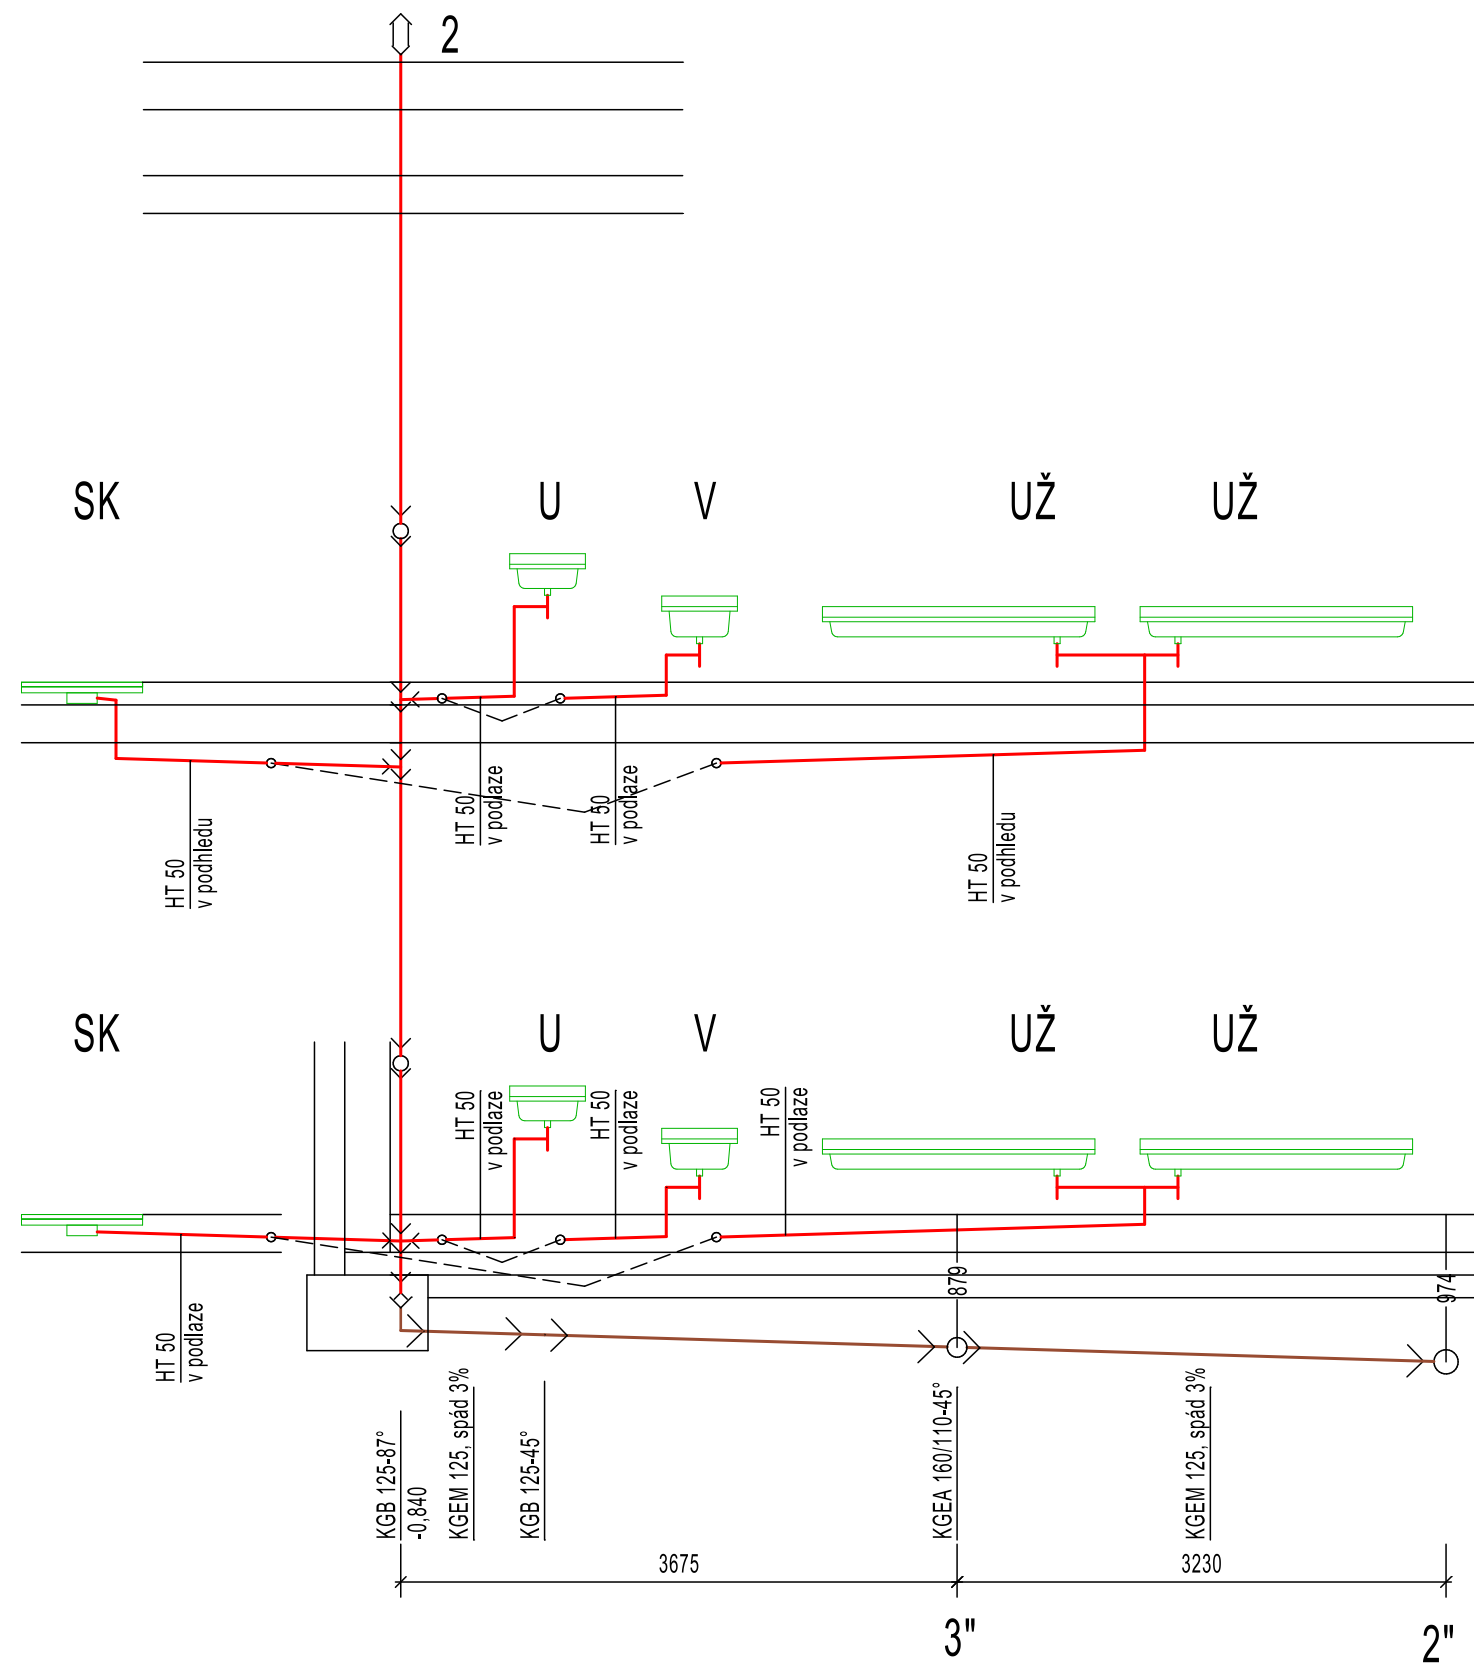 2
SK
U
V
UŽ
UŽ
HT 50
v podhledu
HT 50
v podlaze
HT 50
v podlaze
HT 50
v podhledu
SK
U
V
UŽ
UŽ
HT 50
v podlaze
HT 50
v podlaze
HT 50
v podlaze
HT 50
v podlaze
879
974
KGB 125-87°
-0,840
KGEM 125, spád 3%
KGB 125-45°
KGEA 160/110-45°
KGEM 125, spád 3%
3675
3230
3"
2"